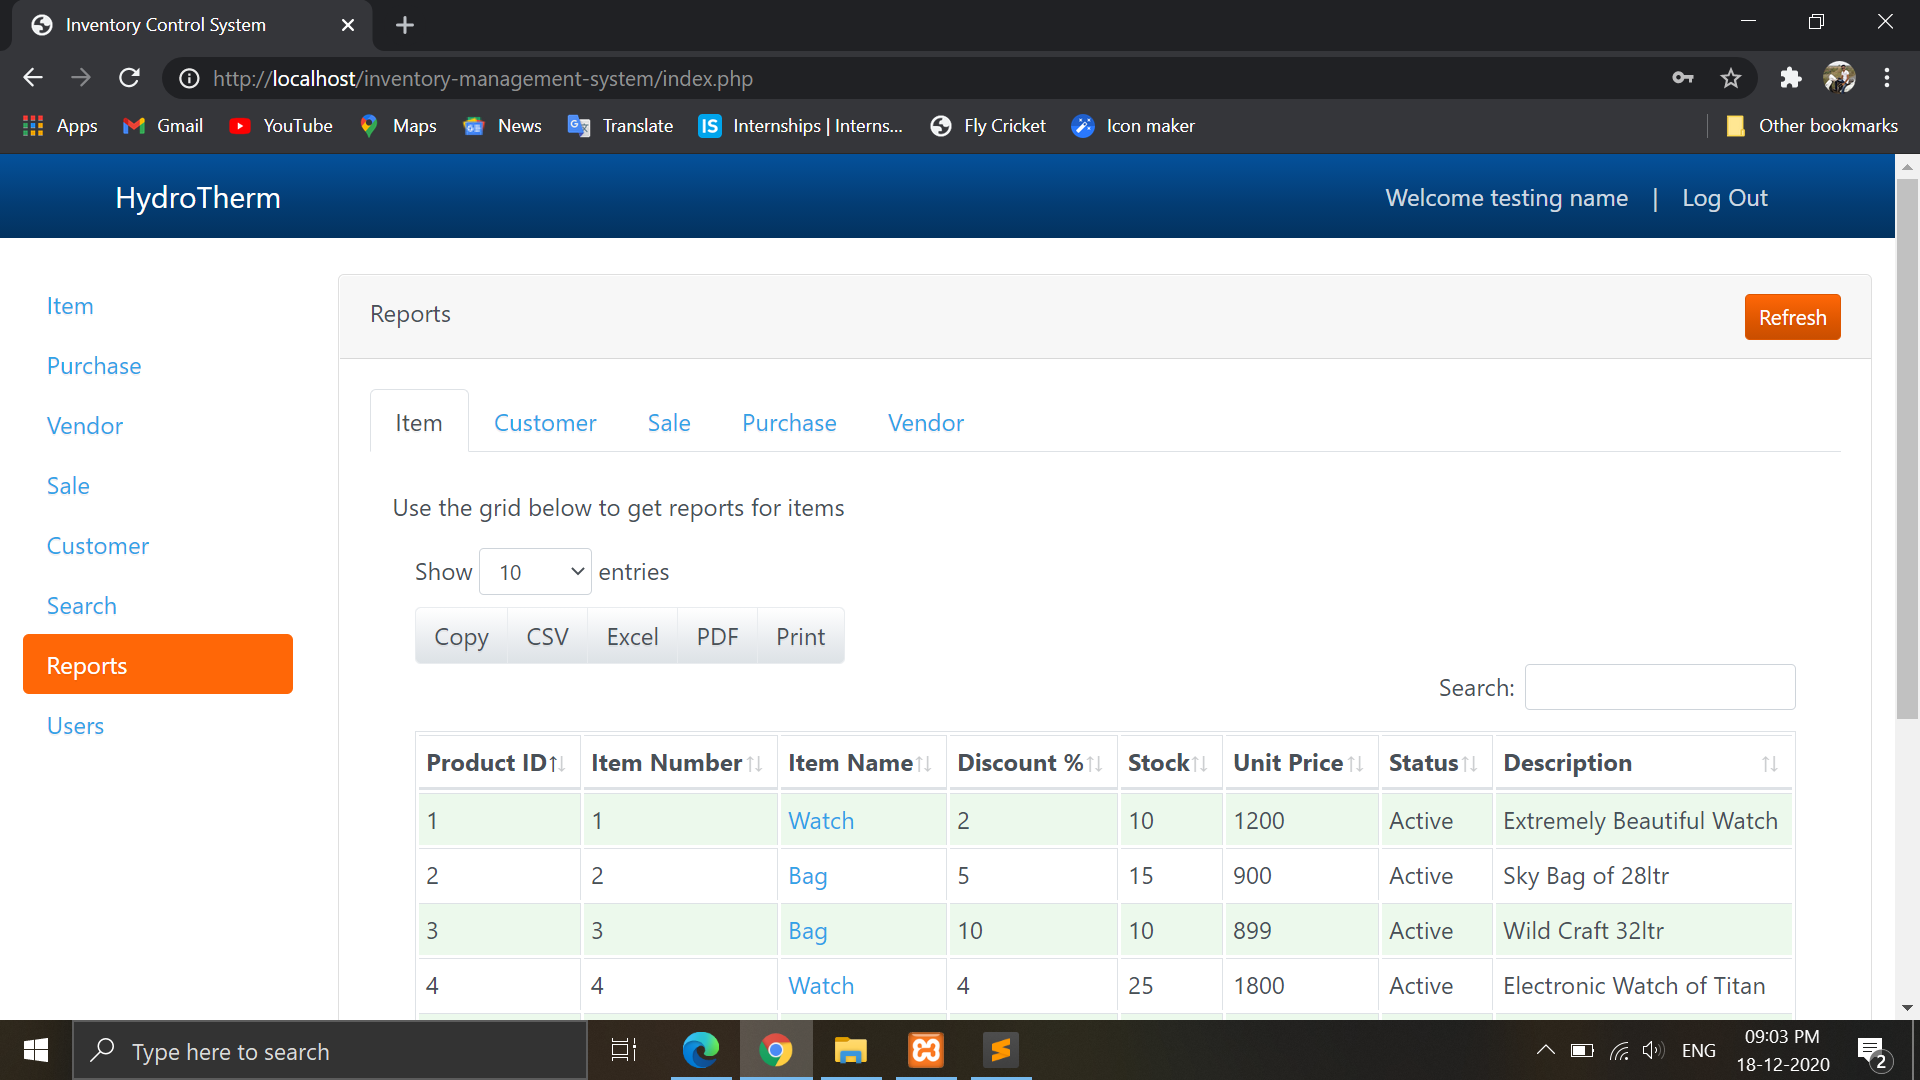 Inventory Control System
http://localhost/inventory-management-system/index.php
Apps Gmail YouTube Maps News Translate IS Internships | Interns... Fly Cricket Icon maker Other bookmarks
HydroTherm Welcome testing name | Log Out
Item
Purchase
Vendor
Sale
Customer
Search
Reports
Users
Reports Refresh
Item Customer Sale Purchase Vendor
Use the grid below to get reports for items
Show 10 entries
Copy CSV Excel PDF Print
Search:
Product ID Item Number Item Name Discount % Stock Unit Price Status Description
1 1 Watch 2 10 1200 Active Extremely Beautiful Watch
2 2 Bag 5 15 900 Active Sky Bag of 28ltr
3 3 Bag 10 10 899 Active Wild Craft 32ltr
4 4 Watch 4 25 1800 Active Electronic Watch of Titan
Type here to search
ENG
09:03 PM
18-12-2020
2